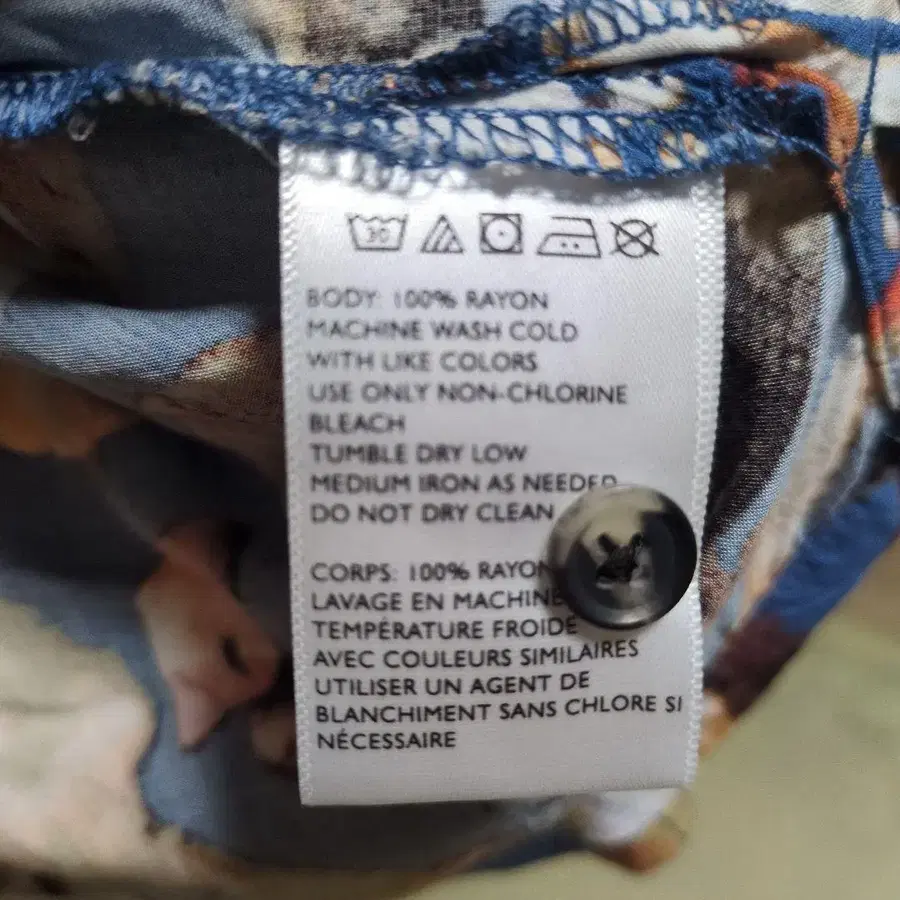 30
BODY: 100% RAYON
MACHINE WASH COLD
WITH LIKE COLORS
USE ONLY NON-CHLORINE
BLEACH
TUMBLE DRY LOW
MEDIUM IRON AS NEEDED
DO NOT DRY CLEAN
CORPS: 100% RAYON
LAVAGE EN MACHINE
TEMPÉRATURE FROIDE
AVEC COULEURS SIMILAIRES
UTILISER UN AGENT DE
BLANCHIMENT SANS CHLORE SI
NÉCESSAIRE